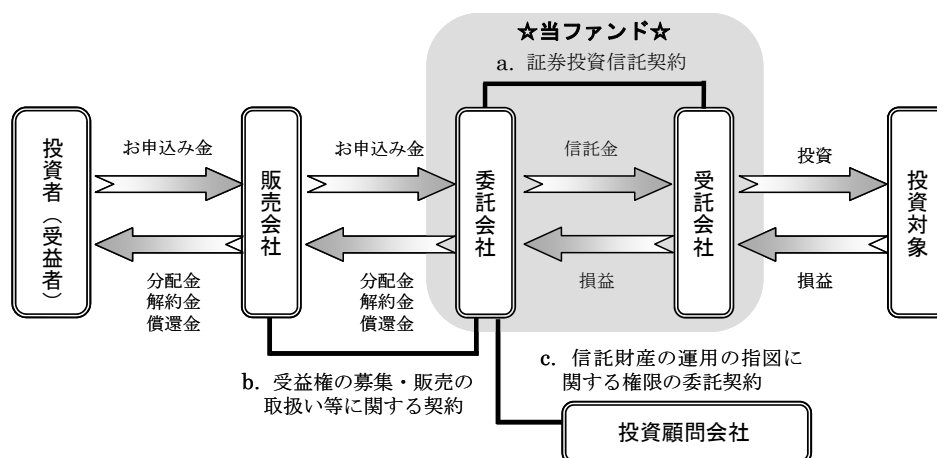 ☆当ファンド☆
a. 証券投資信託契約
投資者（受益者）
お申込み金
販売会社
お申込み金
委託会社
信託金
受託会社
投資
投資対象
分配金
解約金
償還金
分配金
解約金
償還金
損益
損益
b. 受益権の募集・販売の
取扱い等に関する契約
c. 信託財産の運用の指図に
関する権限の委託契約
投資顧問会社